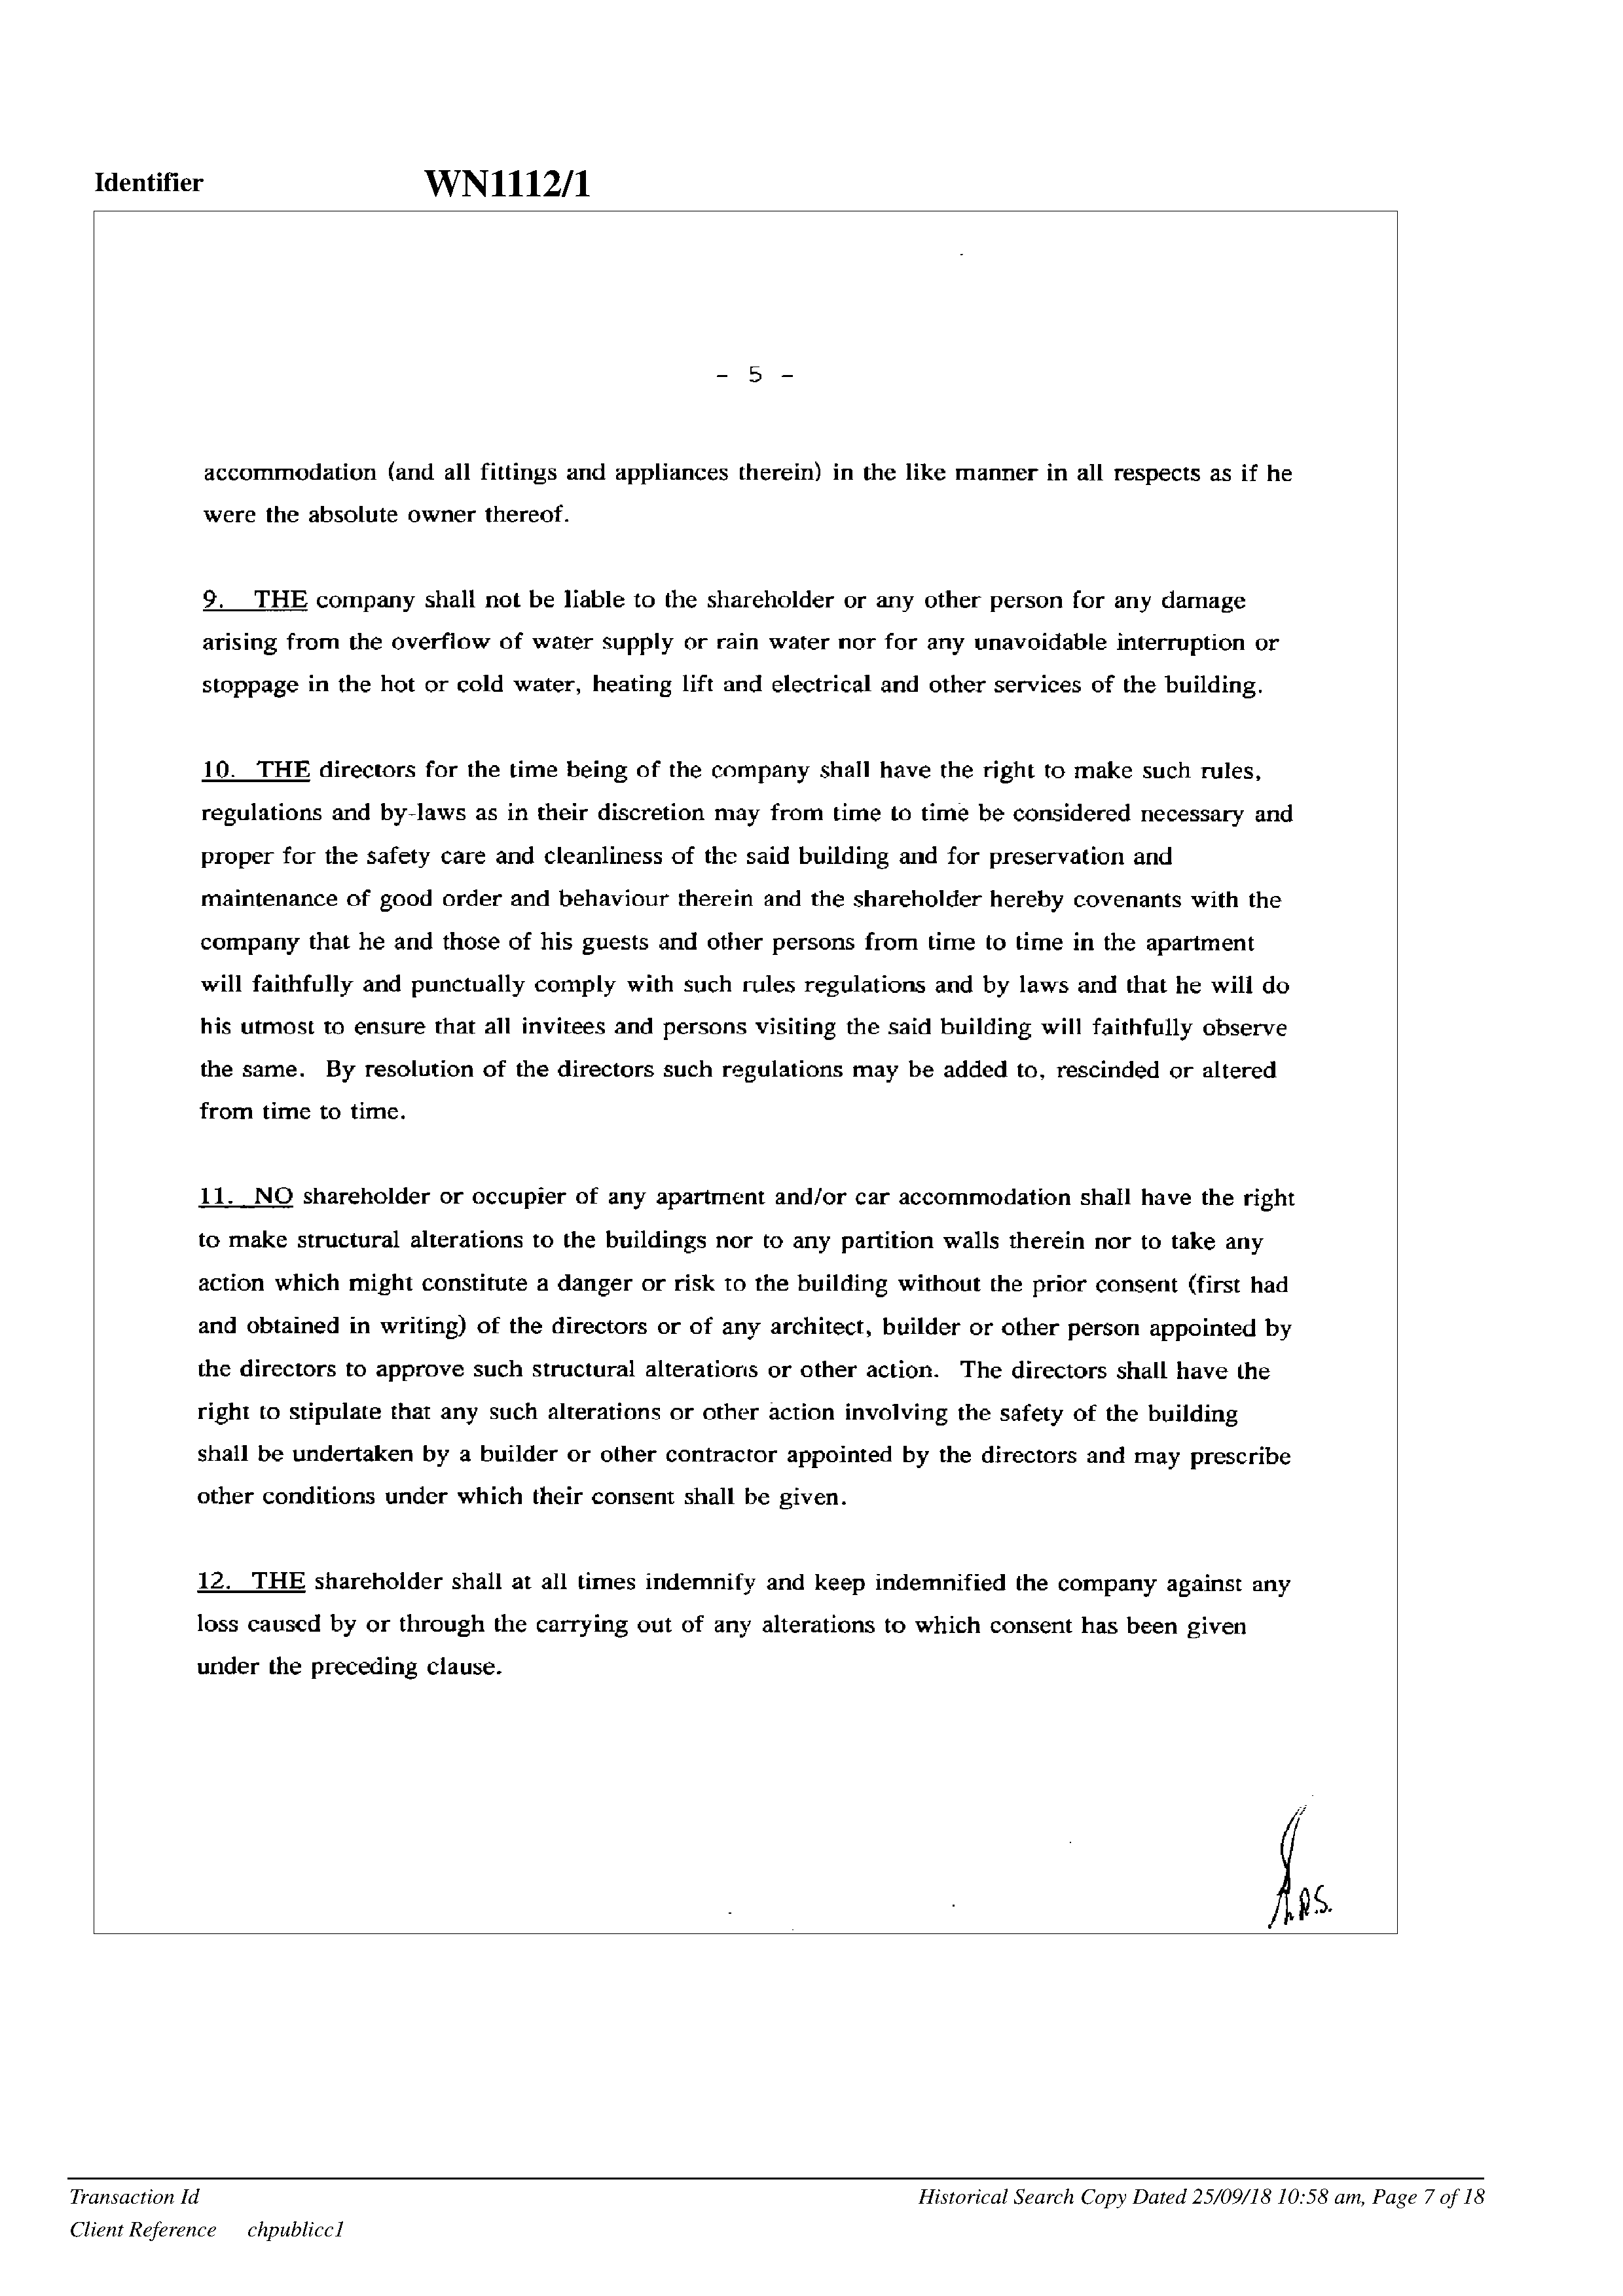 Identifier WN1112/1
- 5 -
accommodation (and all fittings and appliances therein) in the like manner in all respects as if he
were the absolute owner thereof.
9. THE company shall not be liable to the shareholder or any other person for any damage
arising from the overflow of water supply or rain water nor for any unavoidable interruption or
stoppage in the hot or cold water, heating lift and electrical and other services of the building.
10. THE directors for the time being of the company shall have the right to make such rules,
regulations and by-laws as in their discretion may from time to time be considered necessary and
proper for the safety care and cleanliness of the said building and for preservation and
maintenance of good order and behaviour therein and the shareholder hereby covenants with the
company that he and those of his guests and other persons from time to time in the apartment
will faithfully and punctually comply with such rules regulations and by laws and that he will do
his utmost to ensure that all invitees and persons visiting the said building will faithfully observe
the same. By resolution of the directors such regulations may be added to, rescinded or altered
from time to time.
11. NO shareholder or occupier of any apartment and/or car accommodation shall have the right
to make structural alterations to the buildings nor to any partition walls therein nor to take any
action which might constitute a danger or risk to the building without the prior consent (first had
and obtained in writing) of the directors or of any architect, builder or other person appointed by
the directors to approve such structural alterations or other action. The directors shall have the
right to stipulate that any such alterations or other action involving the safety of the building
shall be undertaken by a builder or other contractor appointed by the directors and may prescribe
other conditions under which their consent shall be given.
12. THE shareholder shall at all times indemnify and keep indemnified the company against any
loss caused by or through the carrying out of any alterations to which consent has been given
under the preceding clause.
Transaction Id
Historical Search Copy Dated 25/09/18 10:58 am, Page 7 of 18
Client Reference chpubliccl